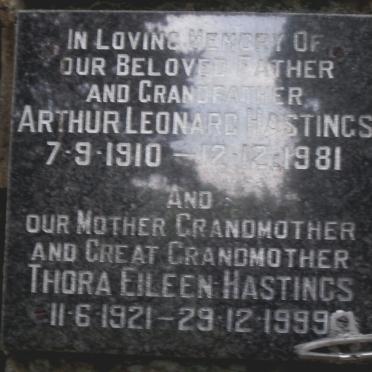 IN LOVING MEMORY OF
OUR BELOVED FATHER
AND GRANDFATHER
ARTHUR LEONARD HASTINGS
7-9-1910 — 12-12-1981
AND
OUR MOTHER GRANDMOTHER
AND GREAT GRANDMOTHER
THORA EILEEN HASTINGS
11-6-1921 - 29-12-1999